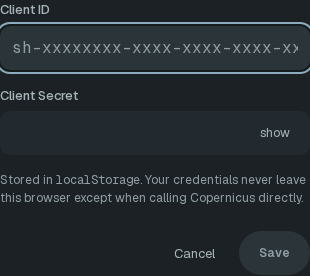 Client ID
sh-xxxxxxxx-xxxx-xxxx-xxxx-xx
Client Secret
show
Stored in localStorage. Your credentials never leave
this browser except when calling Copernicus directly.
Cancel Save